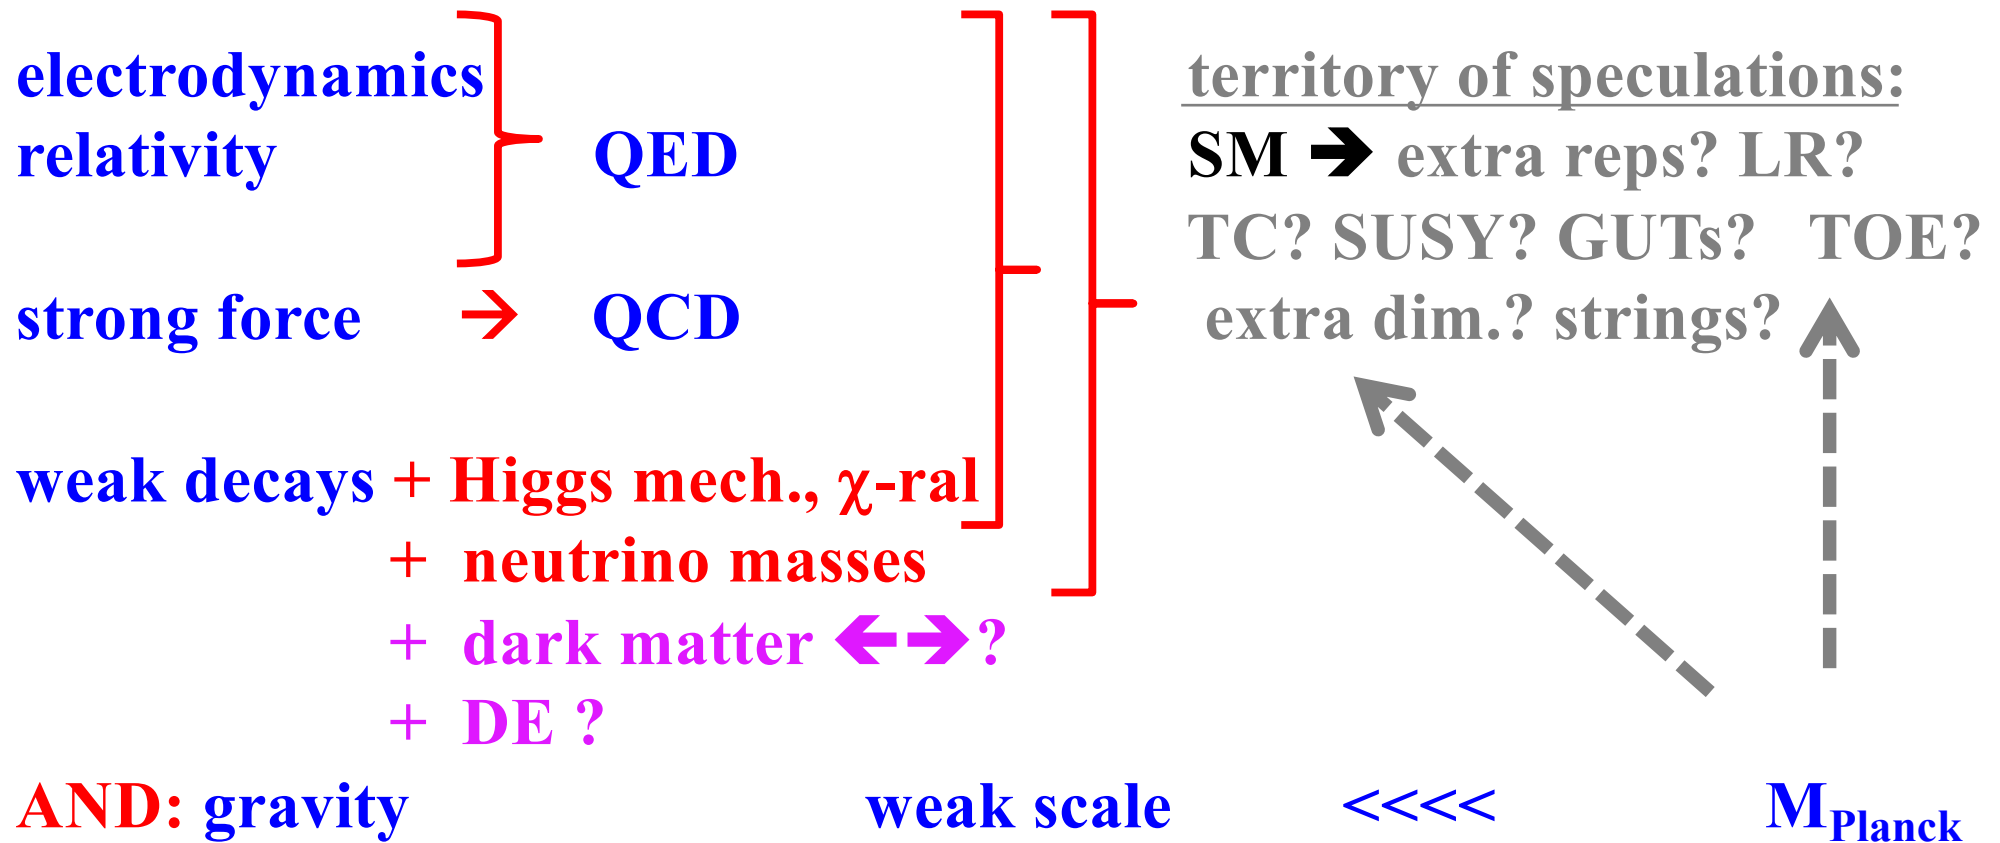 electrodynamics
relativity QED
strong force → QCD
weak decays + Higgs mech., χ-ral
+ neutrino masses
+ dark matter 🡸🡺?
+ DE ?
AND: gravity weak scale <<<< M_Planck
territory of speculations:
SM 🡺 extra reps? LR?
TC? SUSY? GUTs? TOE?
extra dim.? strings?